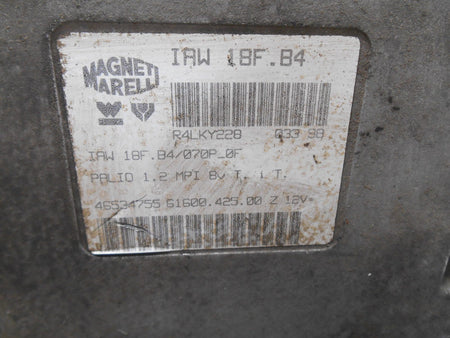 MAGNETI
MARELLI
IAW 18F.B4
R4LKY228 033 98
IAW 18F.B4/070P_0F
PALIO 1.2 MPI 8v T. i T.
46534755 61600.425.00 Z 12V=